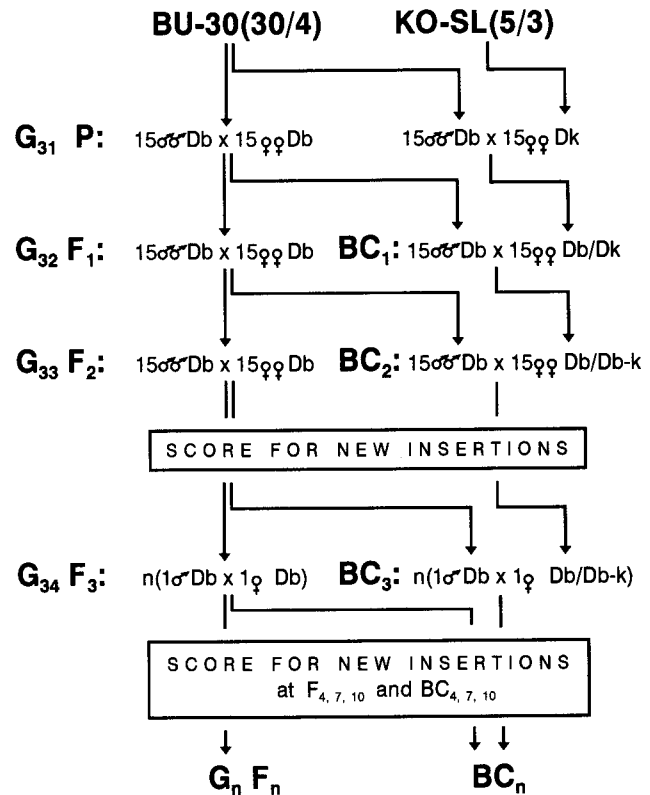 BU-30(30/4) KO-SL(5/3)
G31 P: 15♂♂Db x 15♀♀Db 15♂♂Db x 15♀♀ Dk
G32 F1: 15♂♂Db x 15♀♀ Db BC1: 15♂♂Db x 15♀♀ Db/Dk
G33 F2: 15♂♂Db x 15♀♀ Db BC2: 15♂♂Db x 15♀♀ Db/Db-k
SCORE FOR NEW INSERTIONS
G34 F3: n(1♂Db x 1♀ Db) BC3: n(1♂Db x 1♀ Db/Db-k)
SCORE FOR NEW INSERTIONS
at F4, 7, 10 and BC4, 7, 10
Gn Fn BCn